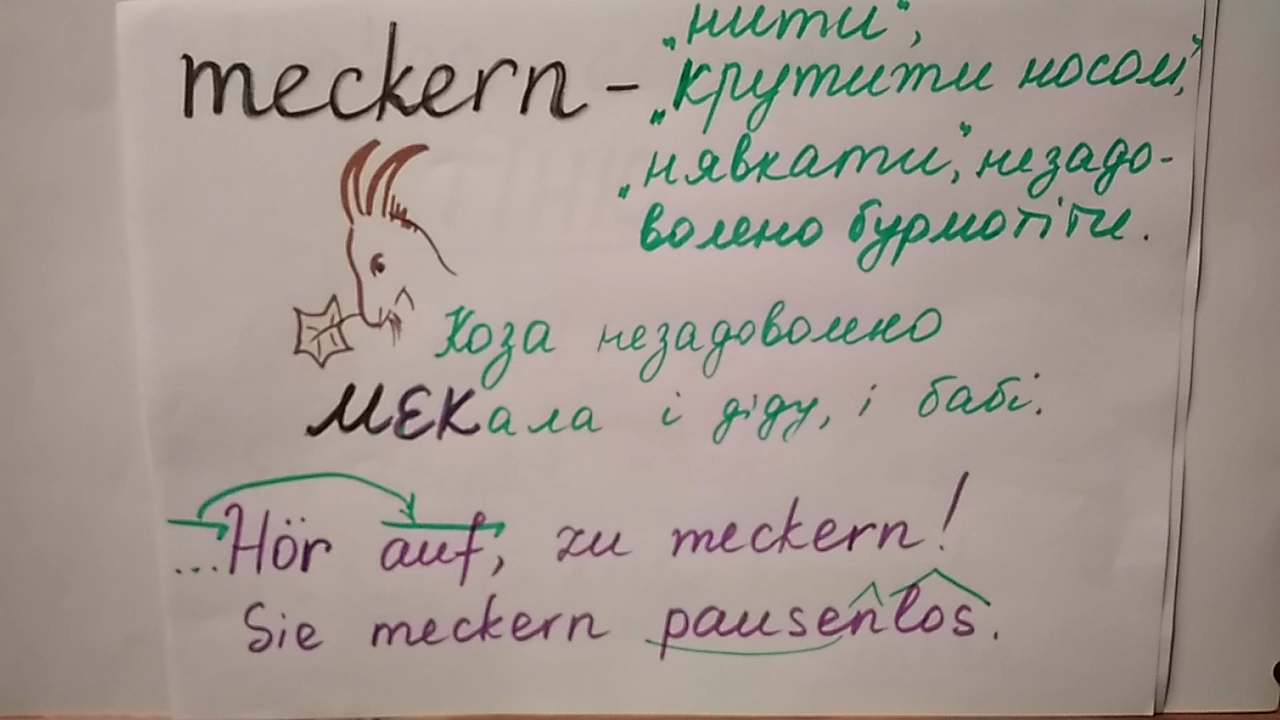 meckern – „нити“,
„крутити носом“,
„нявкати“, незадо-
волено бурмотіти.
Коза незадоволено
МЕКала і діду, і бабі.
...Hör auf, zu meckern!
Sie meckern pausenlos.